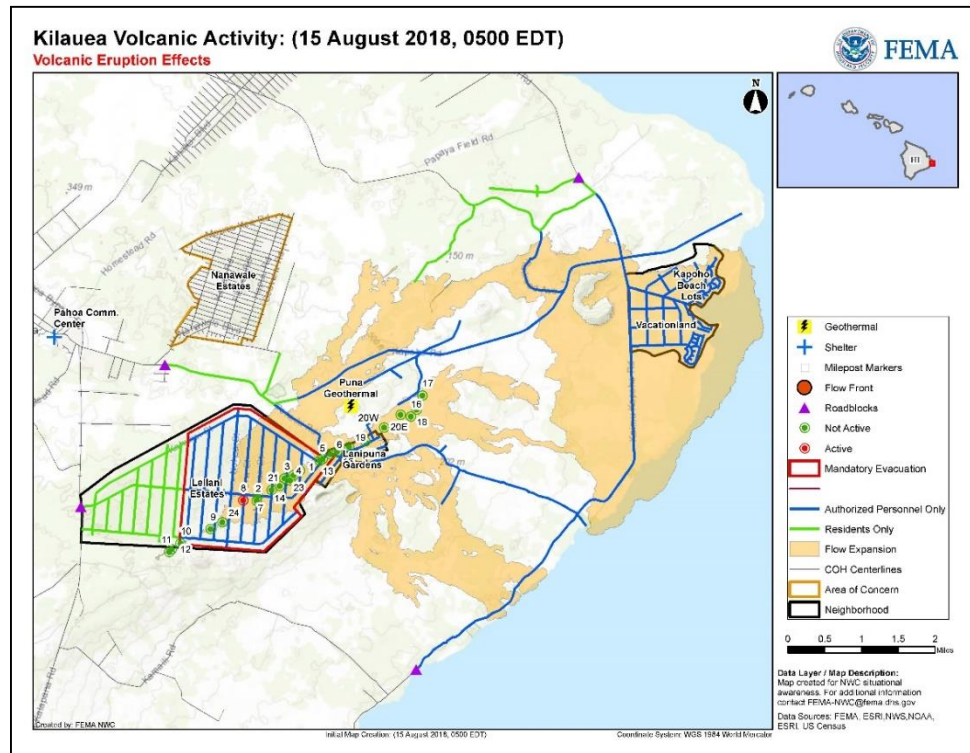 Kilauea Volcanic Activity: (15 August 2018, 0500 EDT)
Volcanic Eruption Effects
FEMA
N
HI
Papaya Field Rd
349 m
Homestead Rd
150 m
Nanawale
Estates
Pahoa Comm.
Center
Kapoho
Beach
Lots
Vacationland
Puna
Geothermal
17
16
18
20W
20E
19
6
5
Lanipuna
Gardens
13
1
3
4
21
23
Leilani
Estates
8
2
14
7
24
9
10
11
12
Geothermal
Shelter
Milepost Markers
Flow Front
Roadblocks
Not Active
Active
Mandatory Evacuation
Authorized Personnel Only
Residents Only
Flow Expansion
COH Centerlines
Area of Concern
Neighborhood
0 0.5 1 2
Miles
Data Layer / Map Description:
Map created for NWC situational
awareness. For additional information
contact FEMA-NWC@fema.dhs.gov
Data Sources: FEMA, ESRI,NWS,NOAA,
ESRI, US Census
Created by: FEMA NWC
Initial Map Creation: (15 August 2018, 0500 EDT)
Coordinate System: WGS 1984 World Mercator